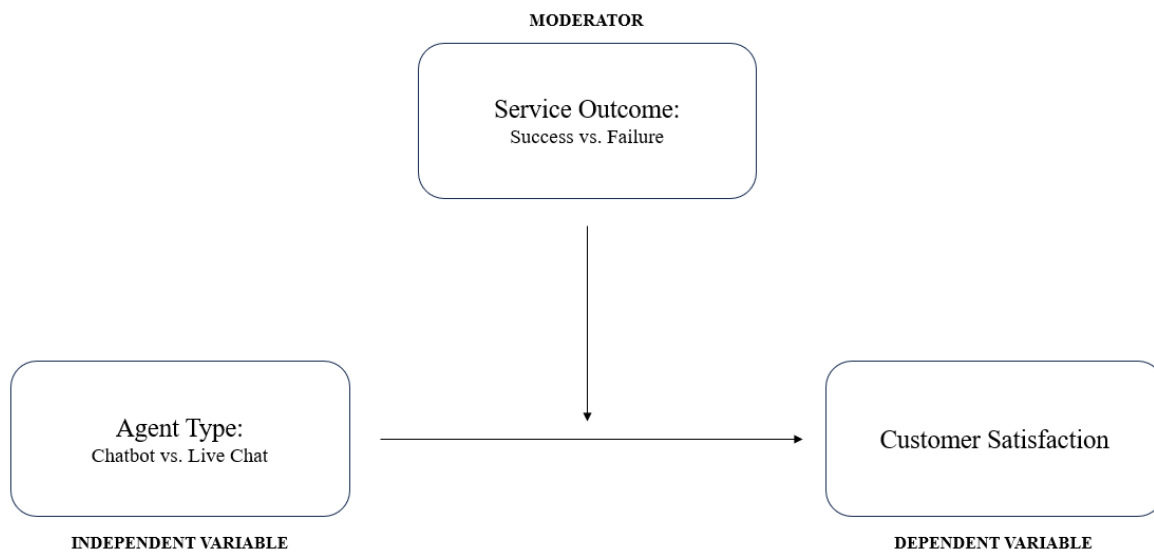 MODERATOR
Service Outcome:
Success vs. Failure
Agent Type:
Chatbot vs. Live Chat
Customer Satisfaction
INDEPENDENT VARIABLE
DEPENDENT VARIABLE